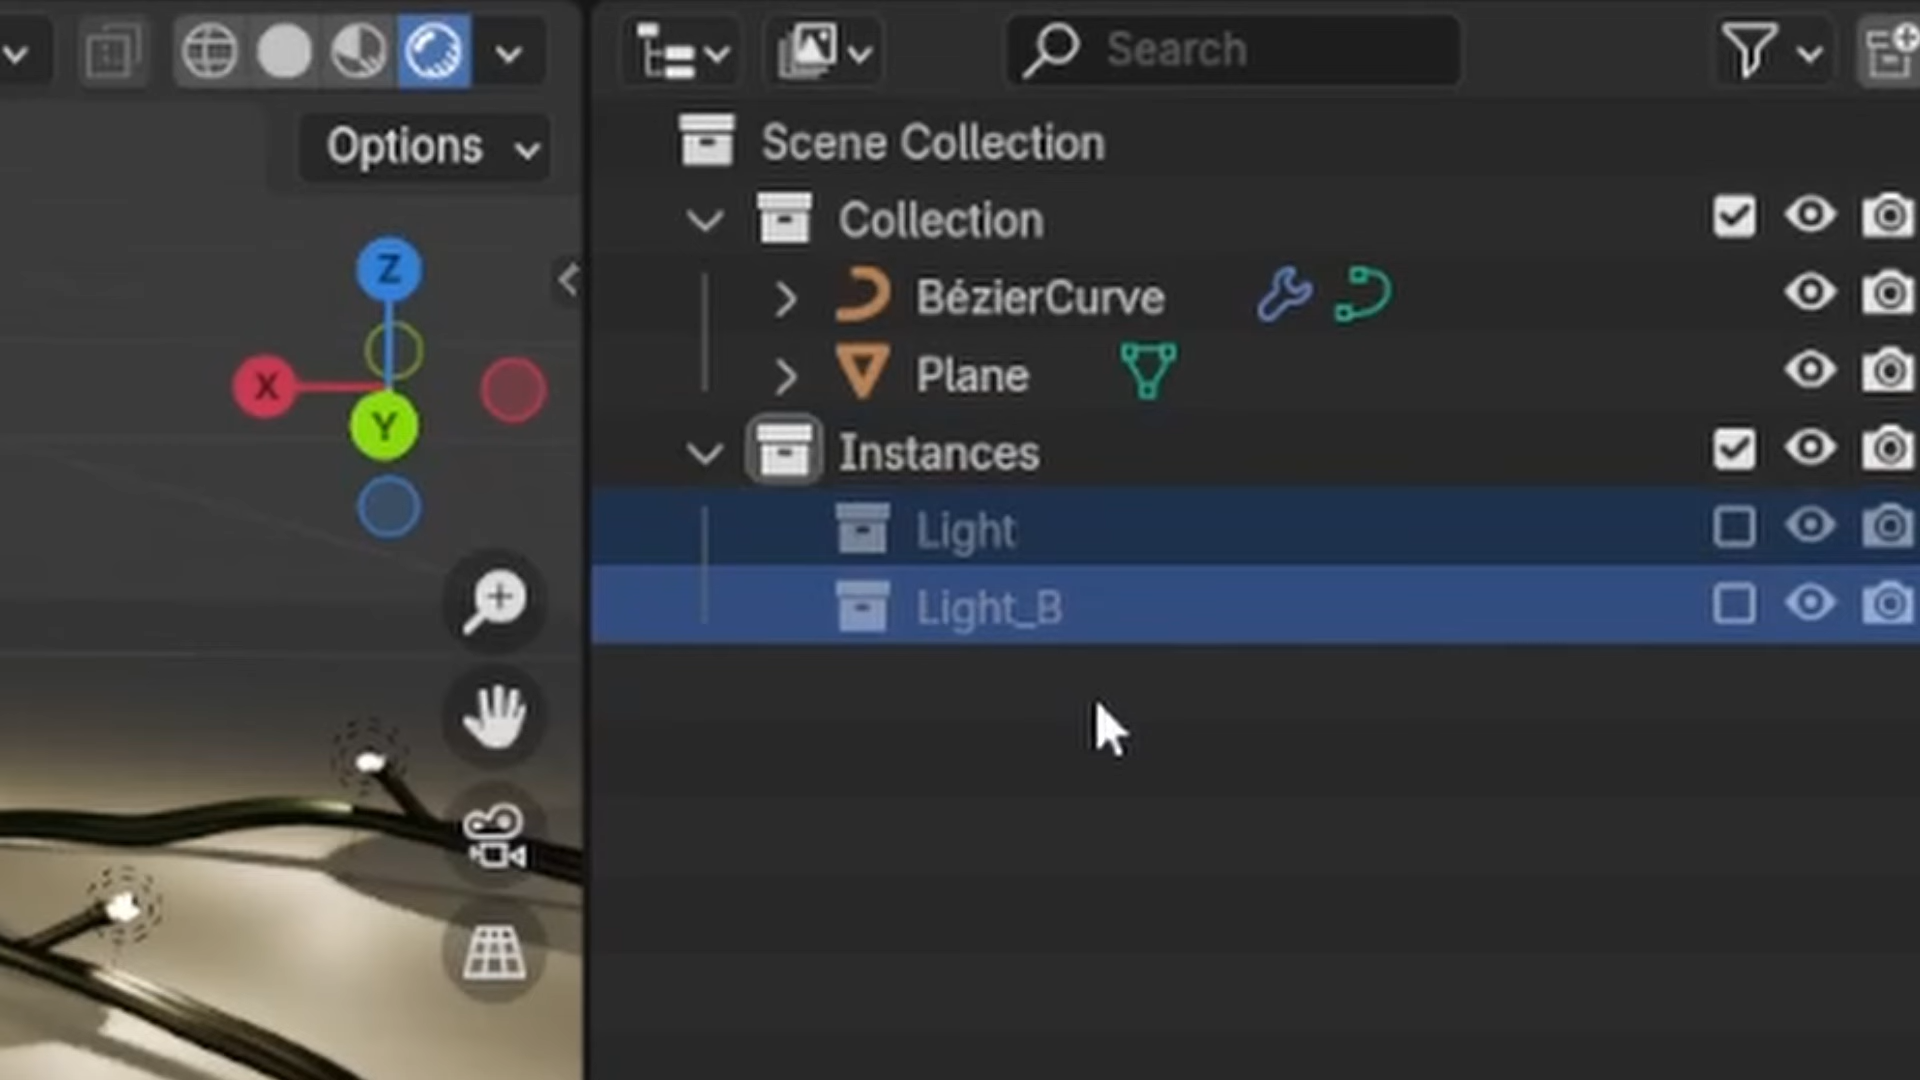 Search
Options
Scene Collection
Collection
Z
BézierCurve
X
Plane
Y
Instances
Light
Light_B